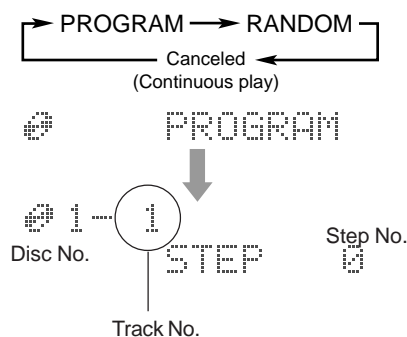 PROGRAM RANDOM
Canceled
(Continuous play)
PROGRAM
1-1
Disc No.
STEP 0
Step No.
Track No.